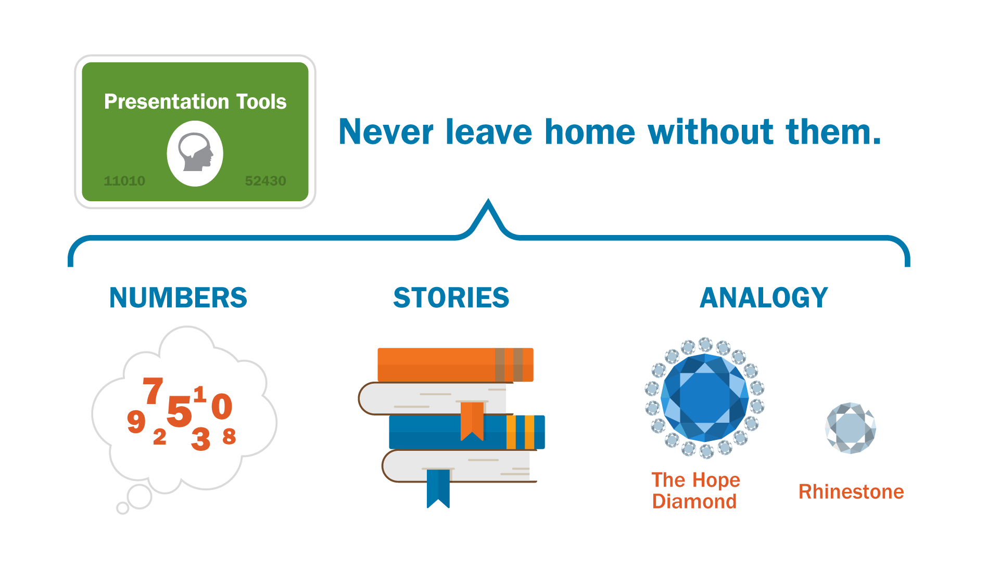 Presentation Tools
11010
52430
Never leave home without them.
NUMBERS
7
5
1
0
9
2
3
8
STORIES
ANALOGY
The Hope
Diamond
Rhinestone